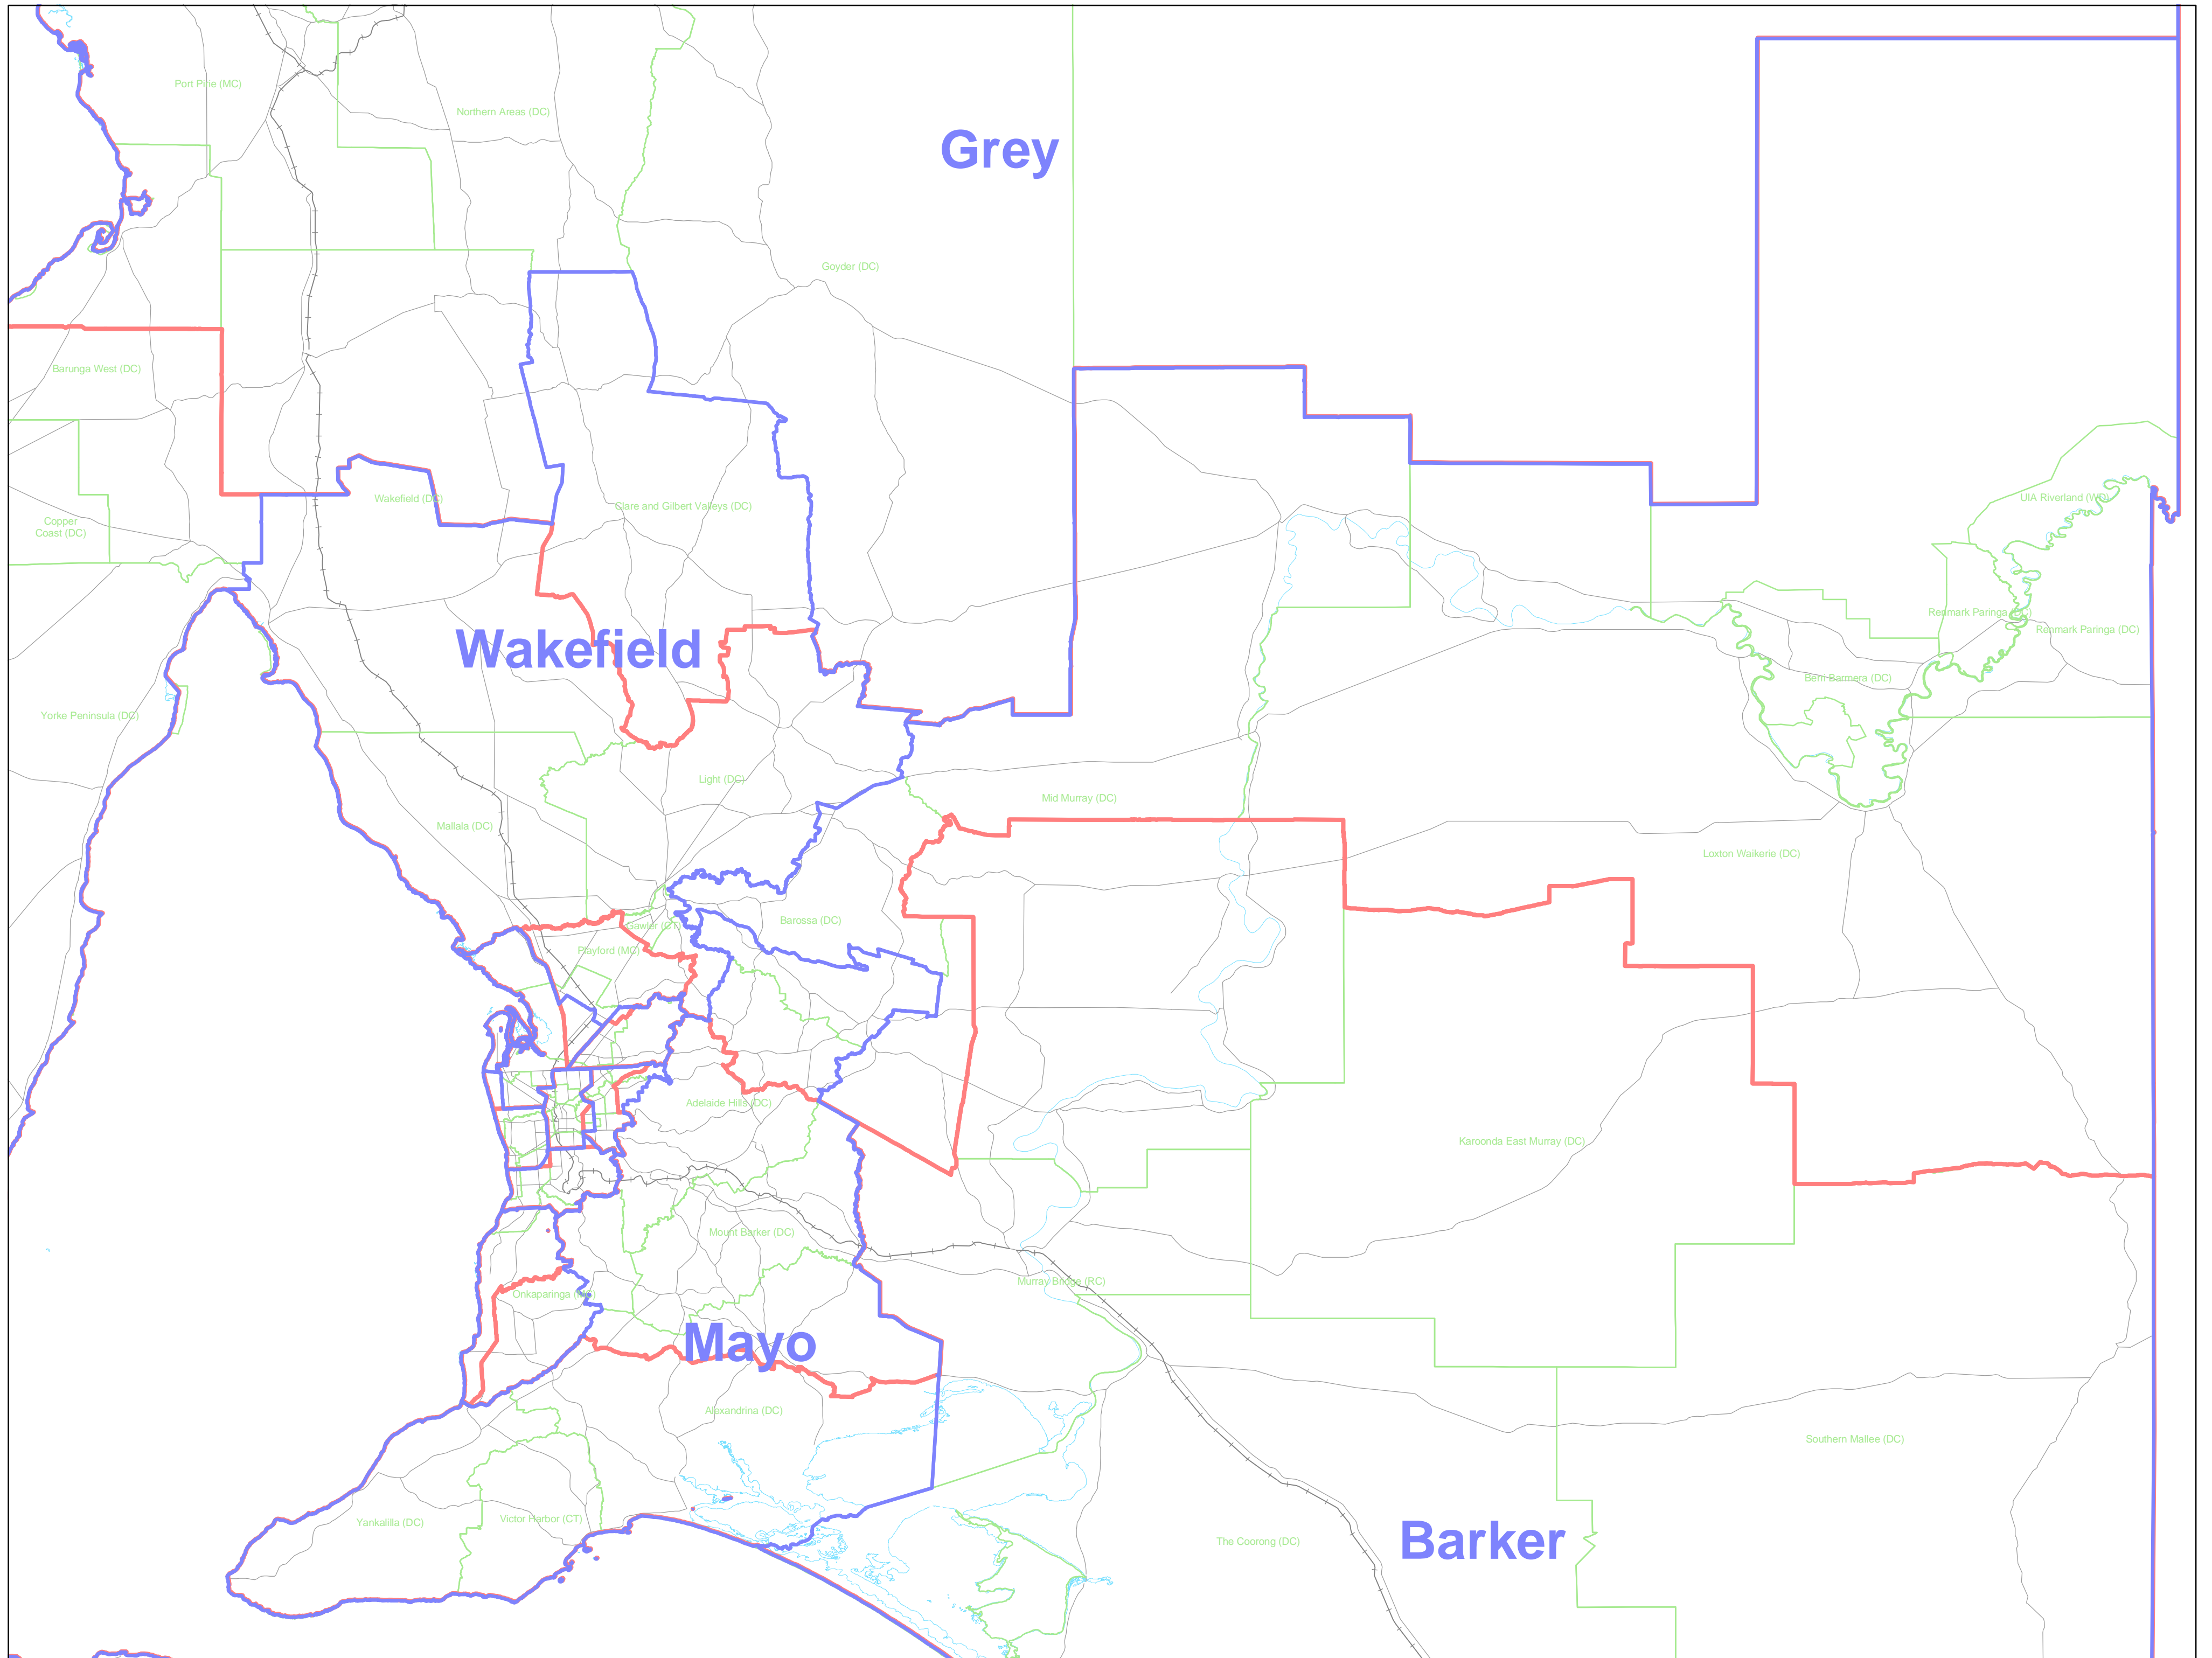 Port Pirie (MC)
Northern Areas (DC)
Grey
Goyder (DC)
Barunga West (DC)
Wakefield (DC)
Clare and Gilbert Valleys (DC)
UIA Riverland (WD)
Copper
Coast (DC)
Renmark Paringa (DC)
Renmark Paringa (DC)
Wakefield
Berri Barmera (DC)
Yorke Peninsula (DC)
Light (DC)
Mid Murray (DC)
Mallala (DC)
Loxton Waikerie (DC)
Barossa (DC)
Gawler (CT)
Playford (MC)
Adelaide Hills (DC)
Karoonda East Murray (DC)
Mount Barker (DC)
Murray Bridge (RC)
Onkaparinga (MC)
Mayo
Alexandrina (DC)
Southern Mallee (DC)
Yankalilla (DC)
Victor Harbor (CT)
The Coorong (DC)
Barker